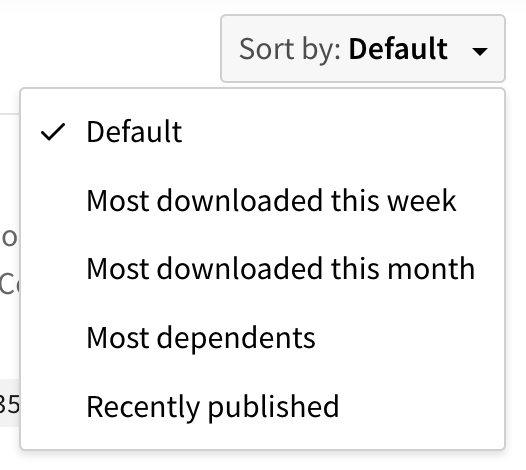 Sort by: Default
Default
Most downloaded this week
Most downloaded this month
Most dependents
Recently published